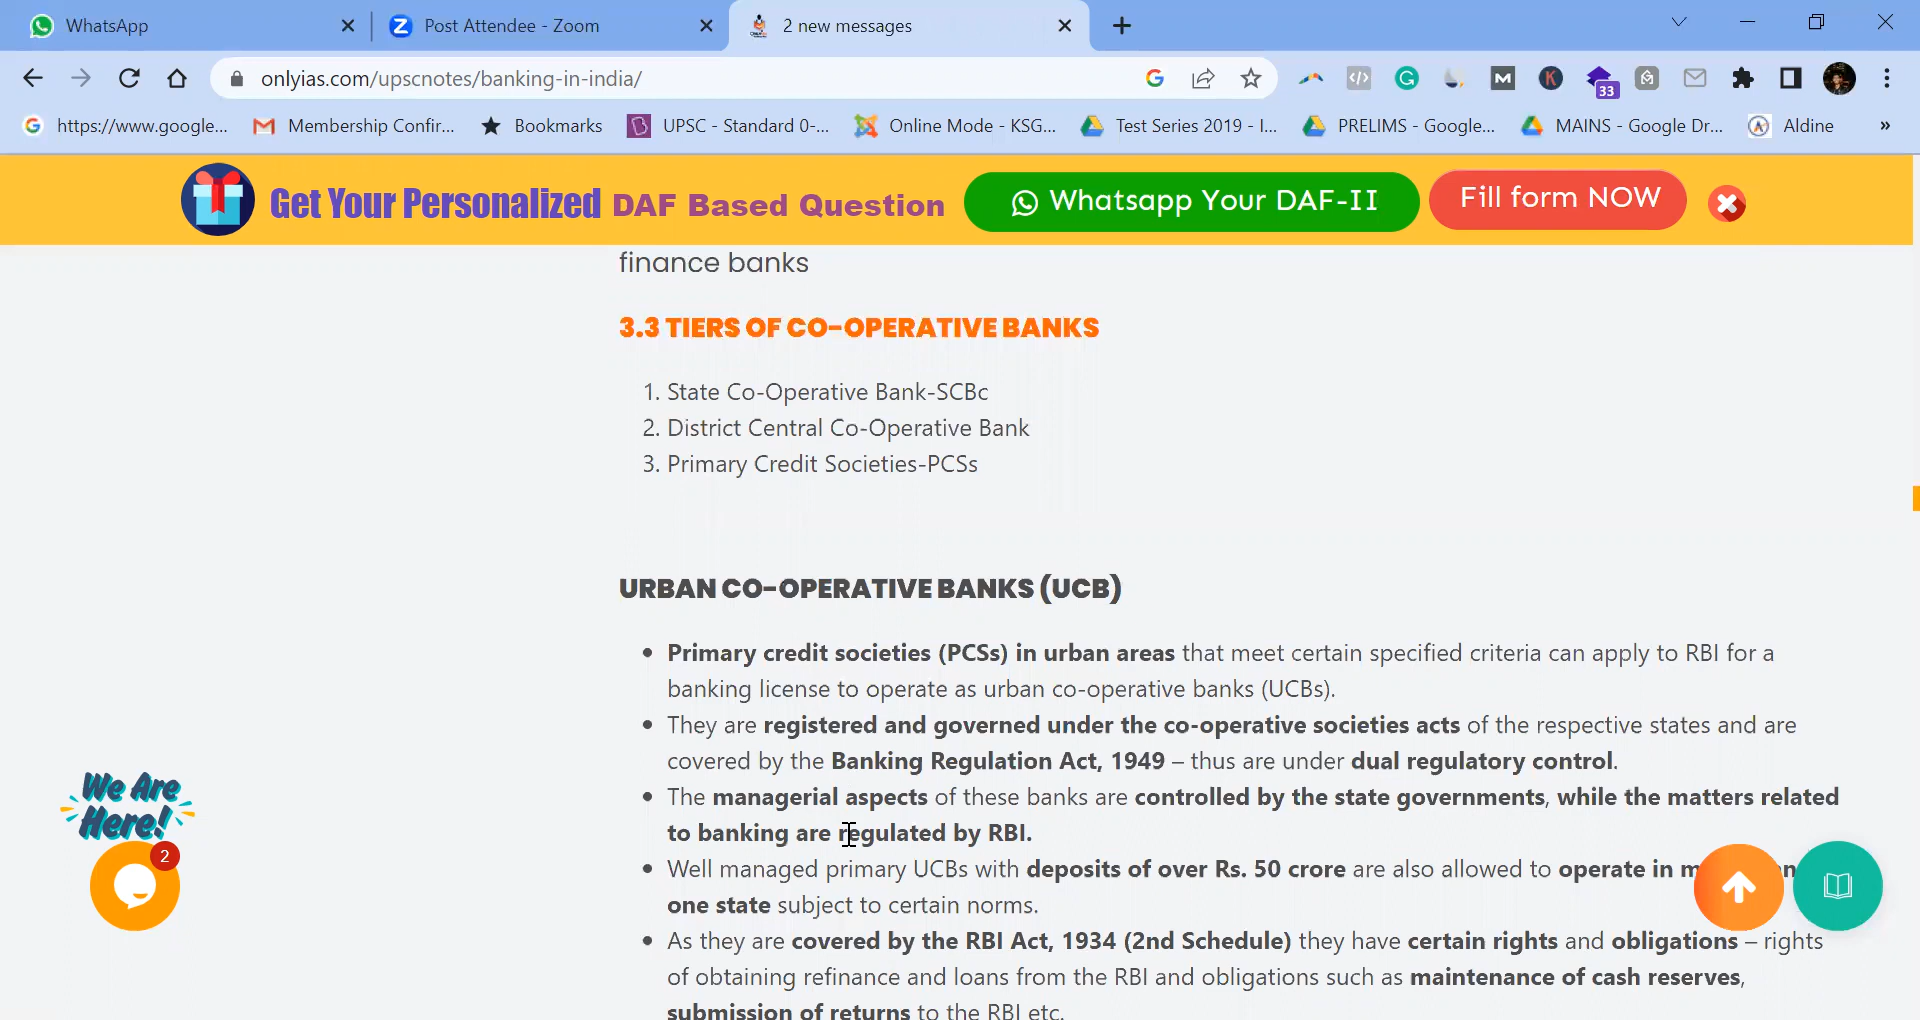 WhatsApp
Post Attendee - Zoom
2 new messages
onlyias.com/upscnotes/banking-in-india/
33
https://www.google...
Membership Confir...
Bookmarks
UPSC - Standard 0-...
Online Mode - KSG...
Test Series 2019 - I...
PRELIMS - Google...
MAINS - Google Dr...
Aldine
»
Get Your Personalized DAF Based Question
Whatsapp Your DAF-II
Fill form NOW
finance banks
3.3 TIERS OF CO-OPERATIVE BANKS
1. State Co-Operative Bank-SCBc
2. District Central Co-Operative Bank
3. Primary Credit Societies-PCSs
URBAN CO-OPERATIVE BANKS (UCB)
Primary credit societies (PCSs) in urban areas that meet certain specified criteria can apply to RBI for a
banking license to operate as urban co-operative banks (UCBs).
They are registered and governed under the co-operative societies acts of the respective states and are
covered by the Banking Regulation Act, 1949 – thus are under dual regulatory control.
The managerial aspects of these banks are controlled by the state governments, while the matters related
to banking are regulated by RBI.
Well managed primary UCBs with deposits of over Rs. 50 crore are also allowed to operate in
one state subject to certain norms.
As they are covered by the RBI Act, 1934 (2nd Schedule) they have certain rights and obligations – rights
of obtaining refinance and loans from the RBI and obligations such as maintenance of cash reserves,
submission of returns to the RBI etc.
We Are
Here!
2